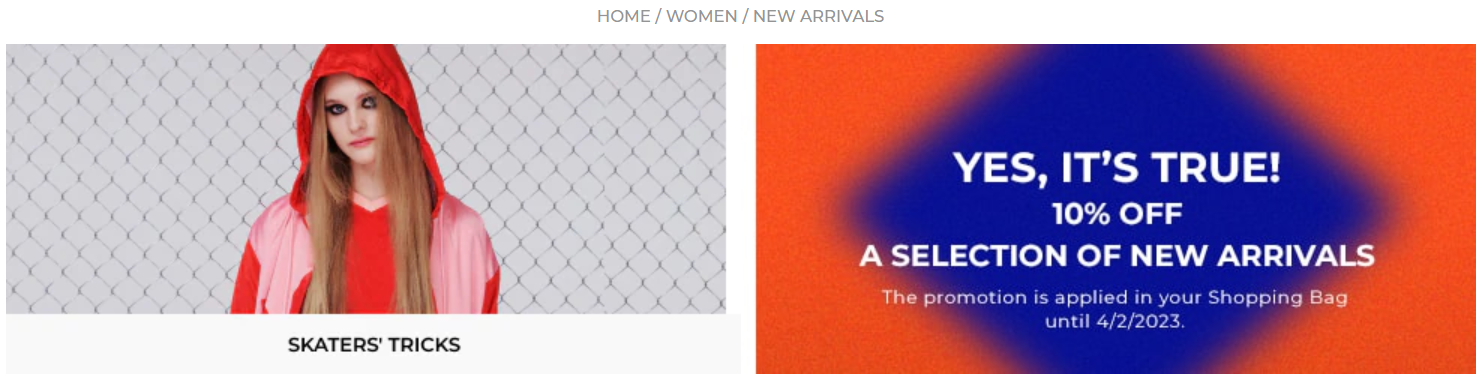 HOME / WOMEN / NEW ARRIVALS
SKATERS' TRICKS
YES, IT’S TRUE!
10% OFF
A SELECTION OF NEW ARRIVALS
The promotion is applied in your Shopping Bag
until 4/2/2023.